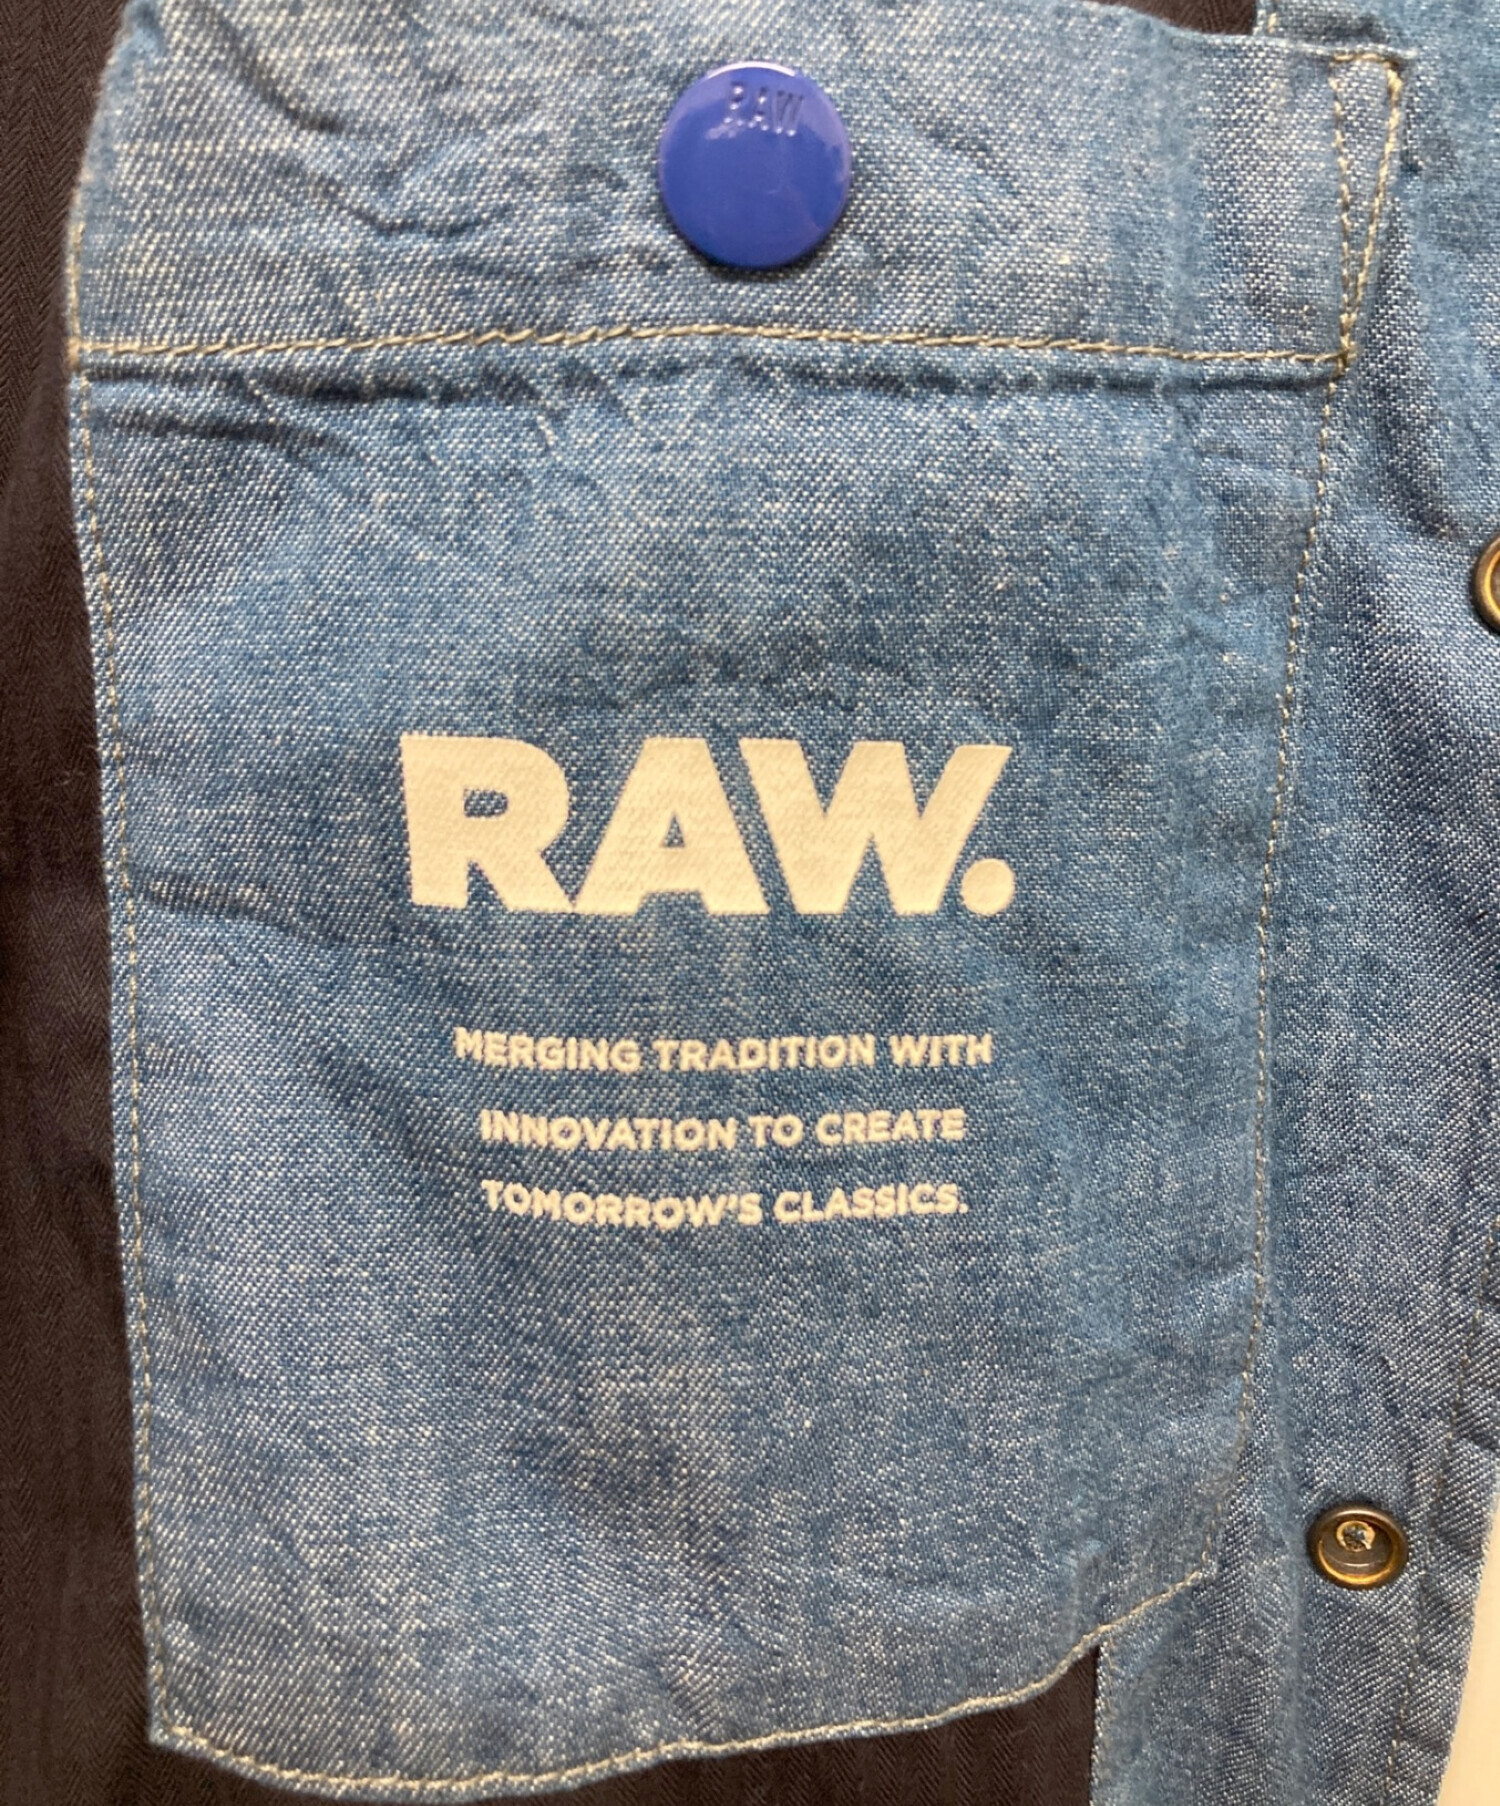 RAW
RAW.
MERGING TRADITION WITH
INNOVATION TO CREATE
TOMORROW'S CLASSICS.